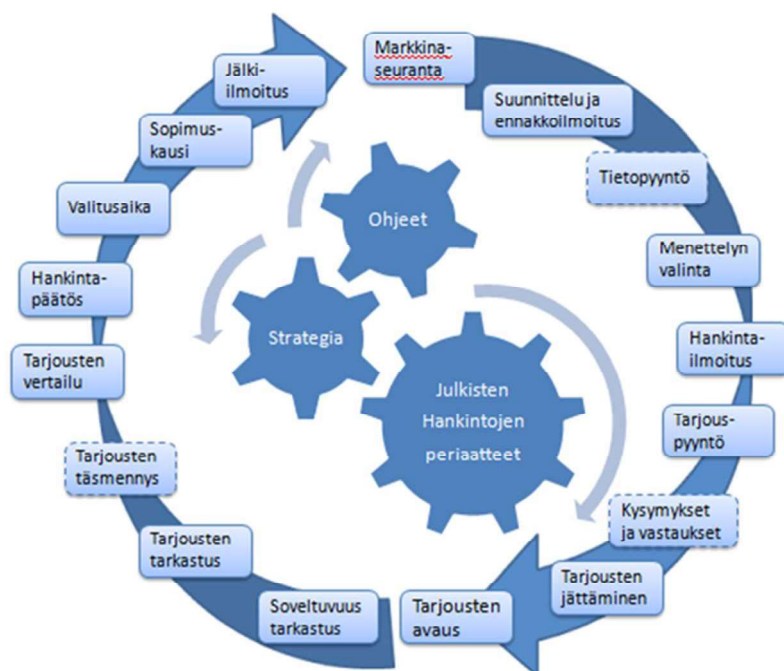 Markkina-
seuranta
Suunnittelu ja
ennakkoilmoitus
Tietopyyntö
Menettelyn
valinta
Hankinta-
ilmoitus
Tarjous-
pyyntö
Kysymykset
ja vastaukset
Tarjousten
jättäminen
Tarjousten
avaus
Soveltuvuus
tarkastus
Tarjousten
tarkastus
Tarjousten
täsmennys
Tarjousten
vertailu
Hankinta-
päätös
Valitusaika
Sopimus-
kausi
Jälki-
ilmoitus
Ohjeet
Strategia
Julkisten
Hankintojen
periaatteet